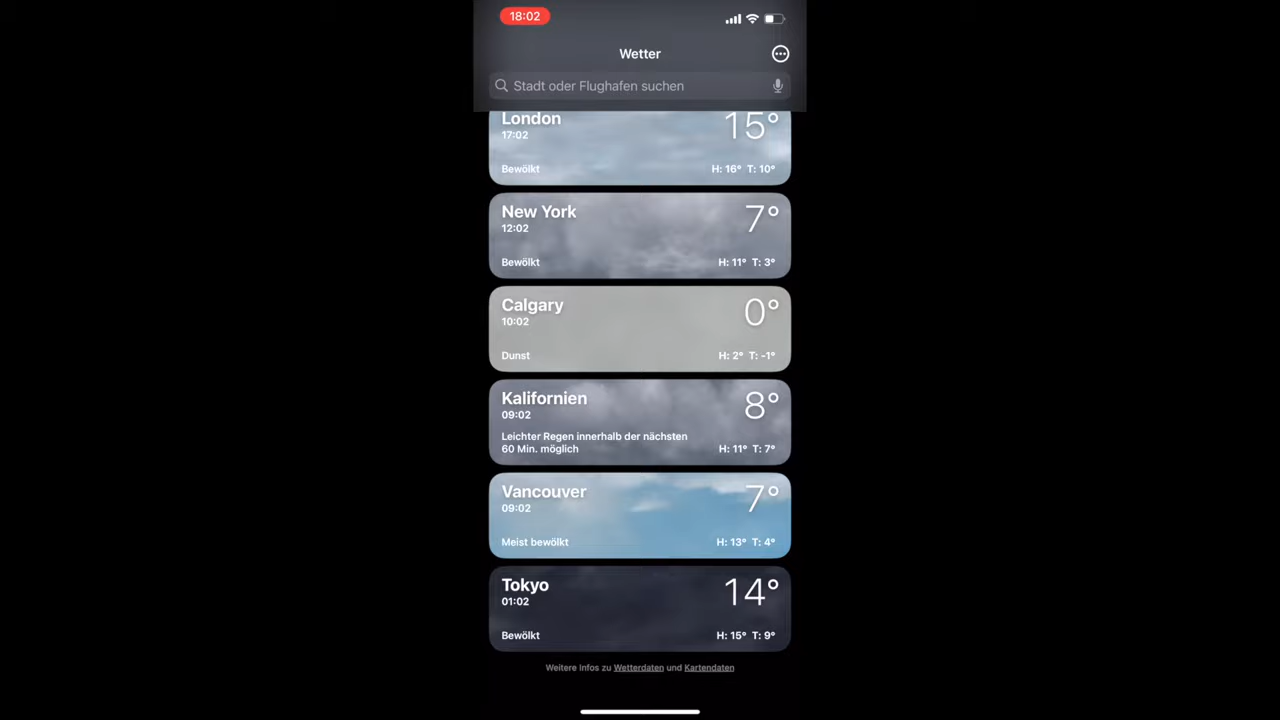 18:02
Wetter
Stadt oder Flughafen suchen
London 15°
17:02
Bewölkt H: 16° T: 10°
New York 7°
12:02
Bewölkt H: 11° T: 3°
Calgary 0°
10:02
Dunst H: 2° T: -1°
Kalifornien 8°
09:02
Leichter Regen innerhalb der nächsten
60 Min. möglich H: 11° T: 7°
Vancouver 7°
09:02
Meist bewölkt H: 13° T: 4°
Tokyo 14°
01:02
Bewölkt H: 15° T: 9°
Weitere Infos zu Wetterdaten und Kartendaten